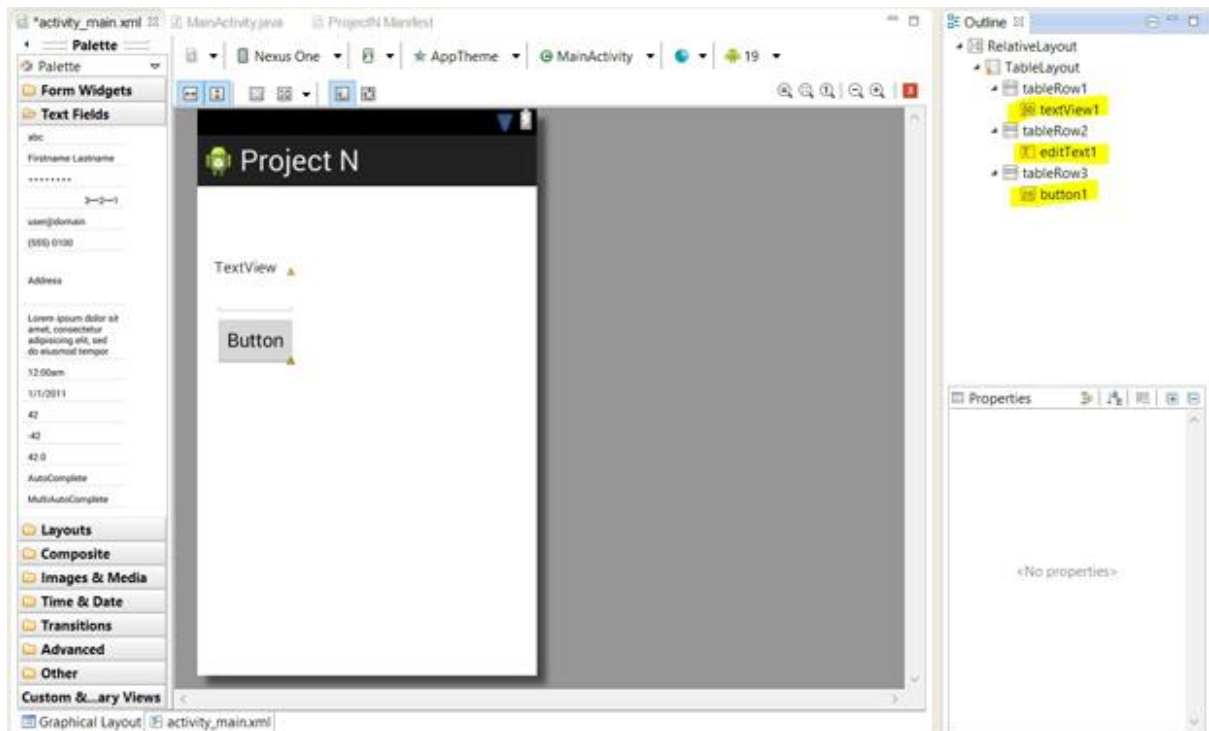 *activity_main.xml
MainActivity.java
ProjectN Manifest
Palette
Palette
Nexus One
AppTheme
MainActivity
19
Form Widgets
Text Fields
abc
Firstname Lastname
••••••••
3—2—1
user@domain
(555) 0100
Address
Lorem ipsum dolor sit
amet, consectetur
adipisicing elit, sed
do eiusmod tempor
12:00am
1/1/2011
42
-42
42.0
AutoComplete
MultiAutoComplete
Layouts
Composite
Images & Media
Time & Date
Transitions
Advanced
Other
Custom &...ary Views
Graphical Layout
activity_main.xml
Project N
TextView
Button
Outline
RelativeLayout
TableLayout
tableRow1
textView1
tableRow2
editText1
tableRow3
button1
Properties
<No properties>